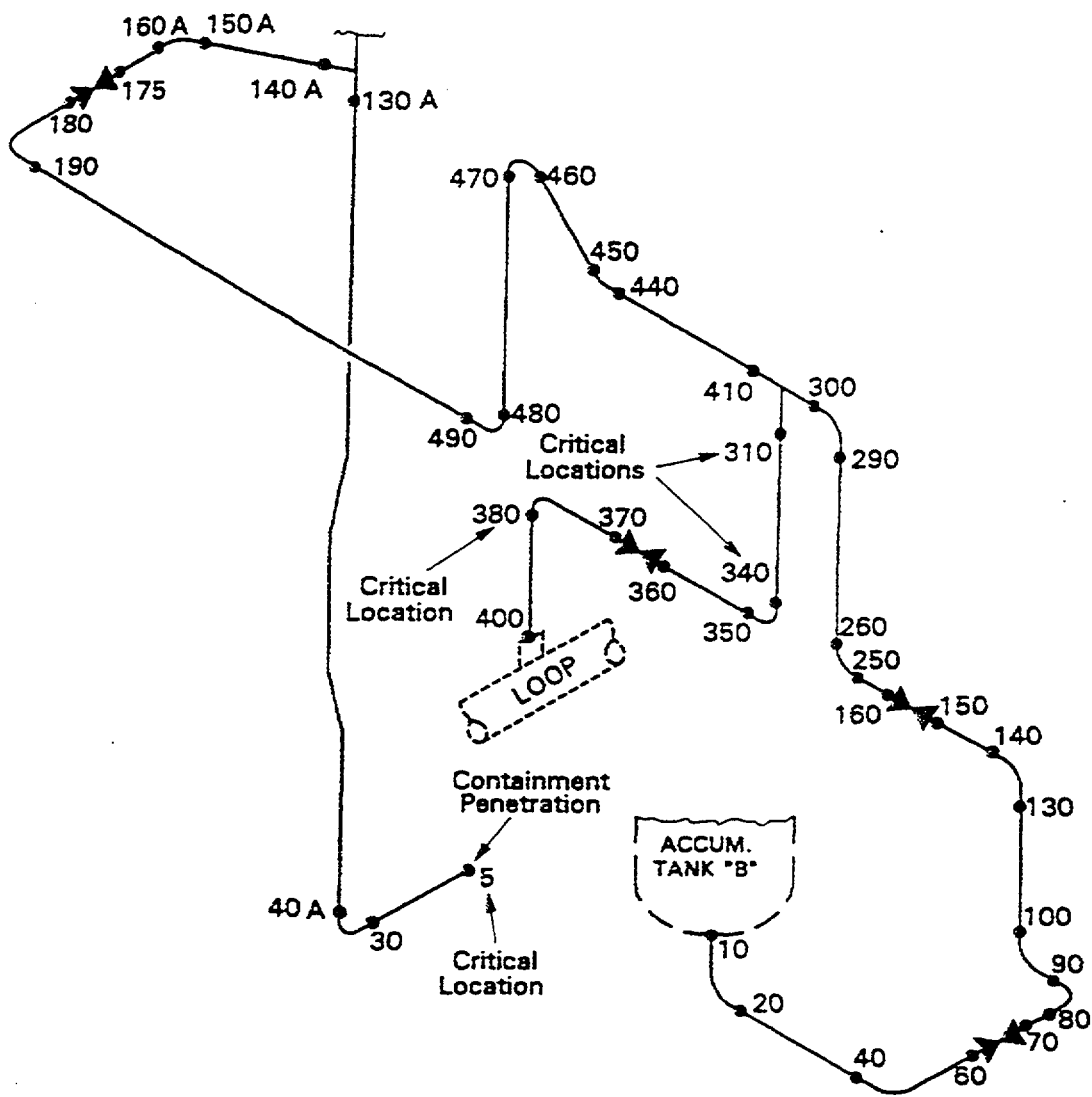 160 A
150 A
140 A
130 A
175
180
190
470
460
450
440
410
300
480
490
Critical
Locations
310
290
380
370
340
360
Critical
Location
400
350
260
250
LOOP
160
150
140
130
Containment
Penetration
ACCUM.
TANK "B"
5
40 A
30
100
10
90
Critical
Location
20
80
70
40
60